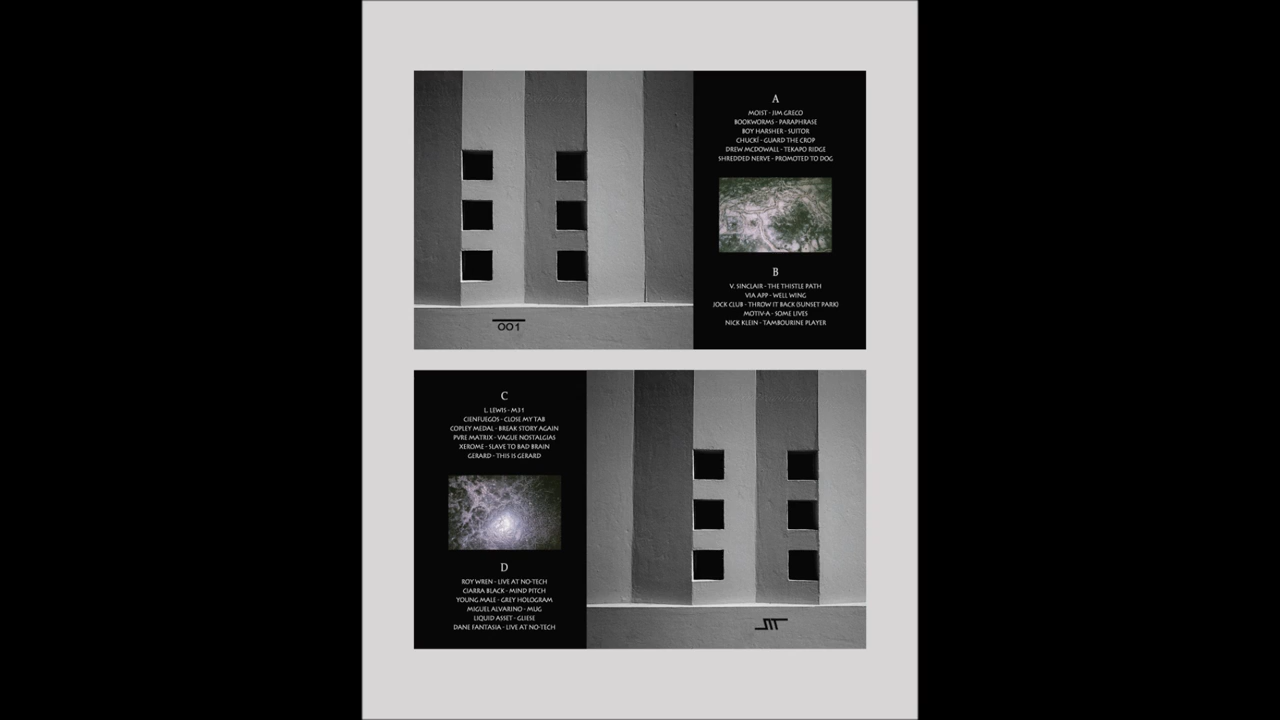 A
MOIST - JIM GRECO
BOOKWORMS - PARAPHRASE
BOY HARSHER - SUITOR
CHUCKÍ - GUARD THE CROP
DREW MCDOWALL - TEKAPO RIDGE
SHREDDED NERVE - PROMOTED TO DOG
B
V. SINCLAIR - THE THISTLE PATH
VIA APP - WELL WING
JOCK CLUB - THROW IT BACK (SUNSET PARK)
MOTIV-A - SOME LIVES
NICK KLEIN - TAMBOURINE PLAYER
001
C
L. LEWIS - M31
CIENFUEGOS - CLOSE MY TAB
COPLEY MEDAL - BREAK STORY AGAIN
PVRE MATRIX - VAGUE NOSTALGIAS
XEROME - SLAVE TO BAD BRAIN
GERARD - THIS IS GERARD
D
ROY WREN - LIVE AT NO-TECH
CIARRA BLACK - MIND PITCH
YOUNG MALE - GREY HOLOGRAM
MIGUEL ALVARINO - MUG
LIQUID ASSET - GLIESE
DANE FANTASIA - LIVE AT NO-TECH